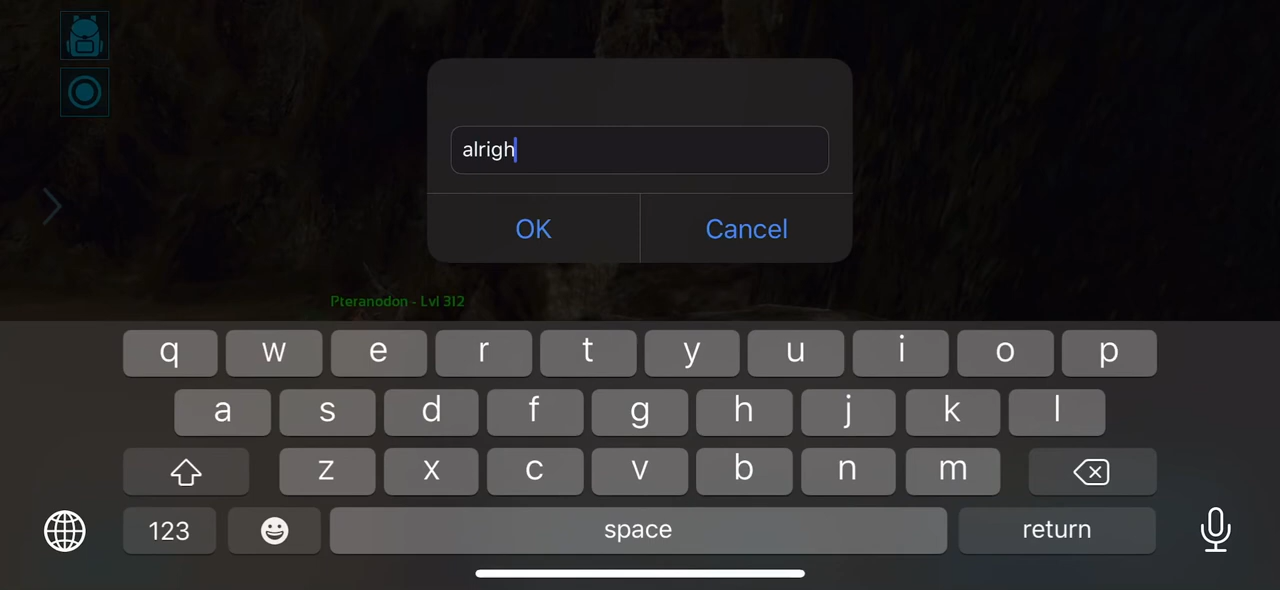 alrigh
OK Cancel
Pteranodon - Lvl 312
q w e r t y u i o p
a s d f g h j k l
z x c v b n m
123 space return